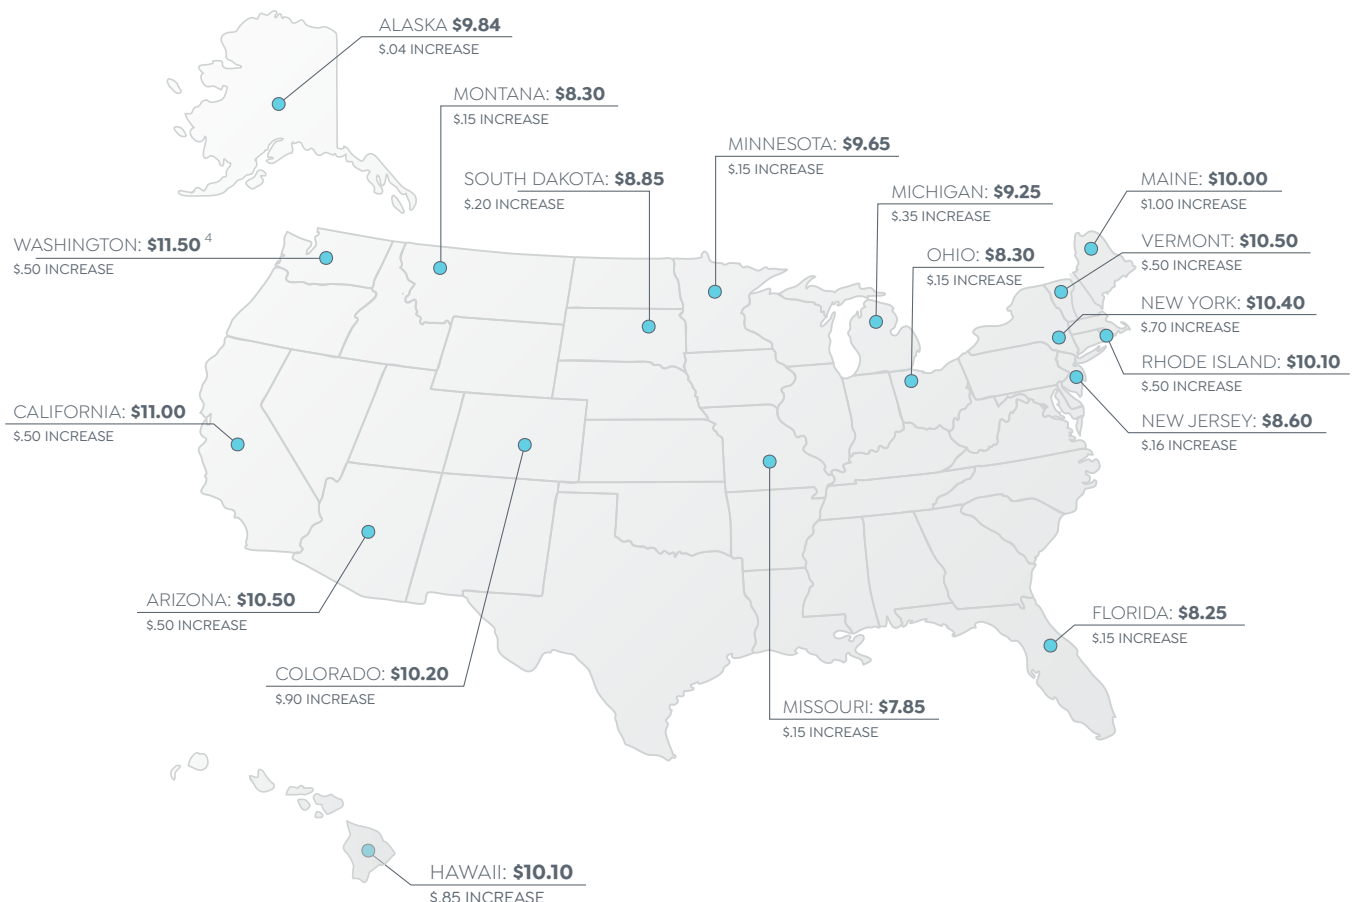 ALASKA $9.84
$.04 INCREASE
MONTANA: $8.30
$.15 INCREASE
MINNESOTA: $9.65
$.15 INCREASE
SOUTH DAKOTA: $8.85
$.20 INCREASE
MICHIGAN: $9.25
$.35 INCREASE
MAINE: $10.00
$1.00 INCREASE
WASHINGTON: $11.50 4
$.50 INCREASE
OHIO: $8.30
$.15 INCREASE
VERMONT: $10.50
$.50 INCREASE
NEW YORK: $10.40
$.70 INCREASE
RHODE ISLAND: $10.10
$.50 INCREASE
CALIFORNIA: $11.00
$.50 INCREASE
NEW JERSEY: $8.60
$.16 INCREASE
ARIZONA: $10.50
$.50 INCREASE
FLORIDA: $8.25
$.15 INCREASE
COLORADO: $10.20
$.90 INCREASE
MISSOURI: $7.85
$.15 INCREASE
HAWAII: $10.10
$.85 INCREASE